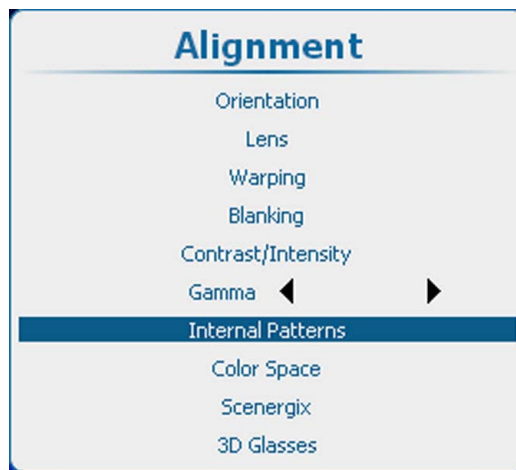 Alignment
Orientation
Lens
Warping
Blanking
Contrast/Intensity
Gamma
Internal Patterns
Color Space
Scenergix
3D Glasses